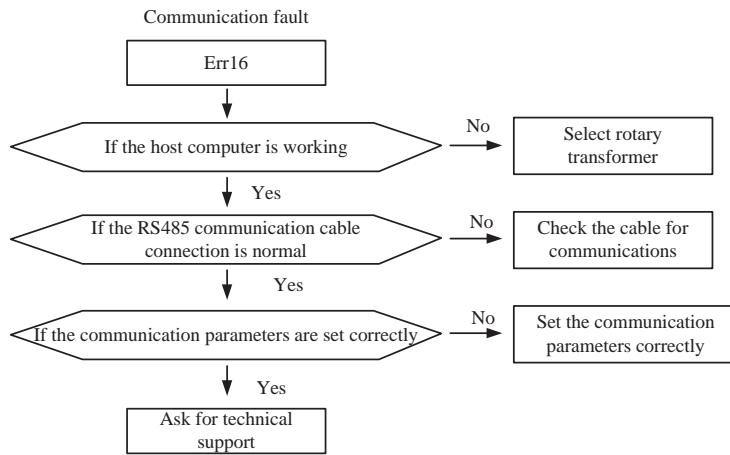 Communication fault
Err16
If the host computer is working
No
Select rotary
transformer
Yes
If the RS485 communication cable
connection is normal
No
Check the cable for
communications
Yes
If the communication parameters are set correctly
No
Set the communication
parameters correctly
Yes
Ask for technical
support